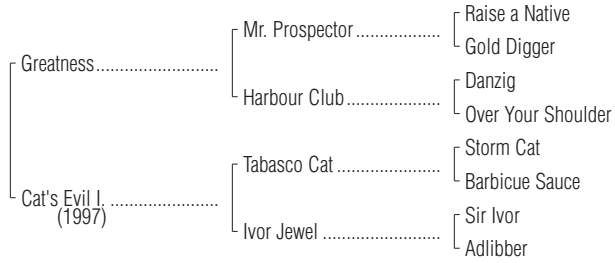 Raise a Native
Mr. Prospector ..................
Gold Digger
Greatness..........................
Danzig
Harbour Club....................
Over Your Shoulder
Storm Cat
Tabasco Cat ......................
Barbicue Sauce
Cat's Evil I. .......................
(1997)
Sir Ivor
Ivor Jewel .........................
Adlibber